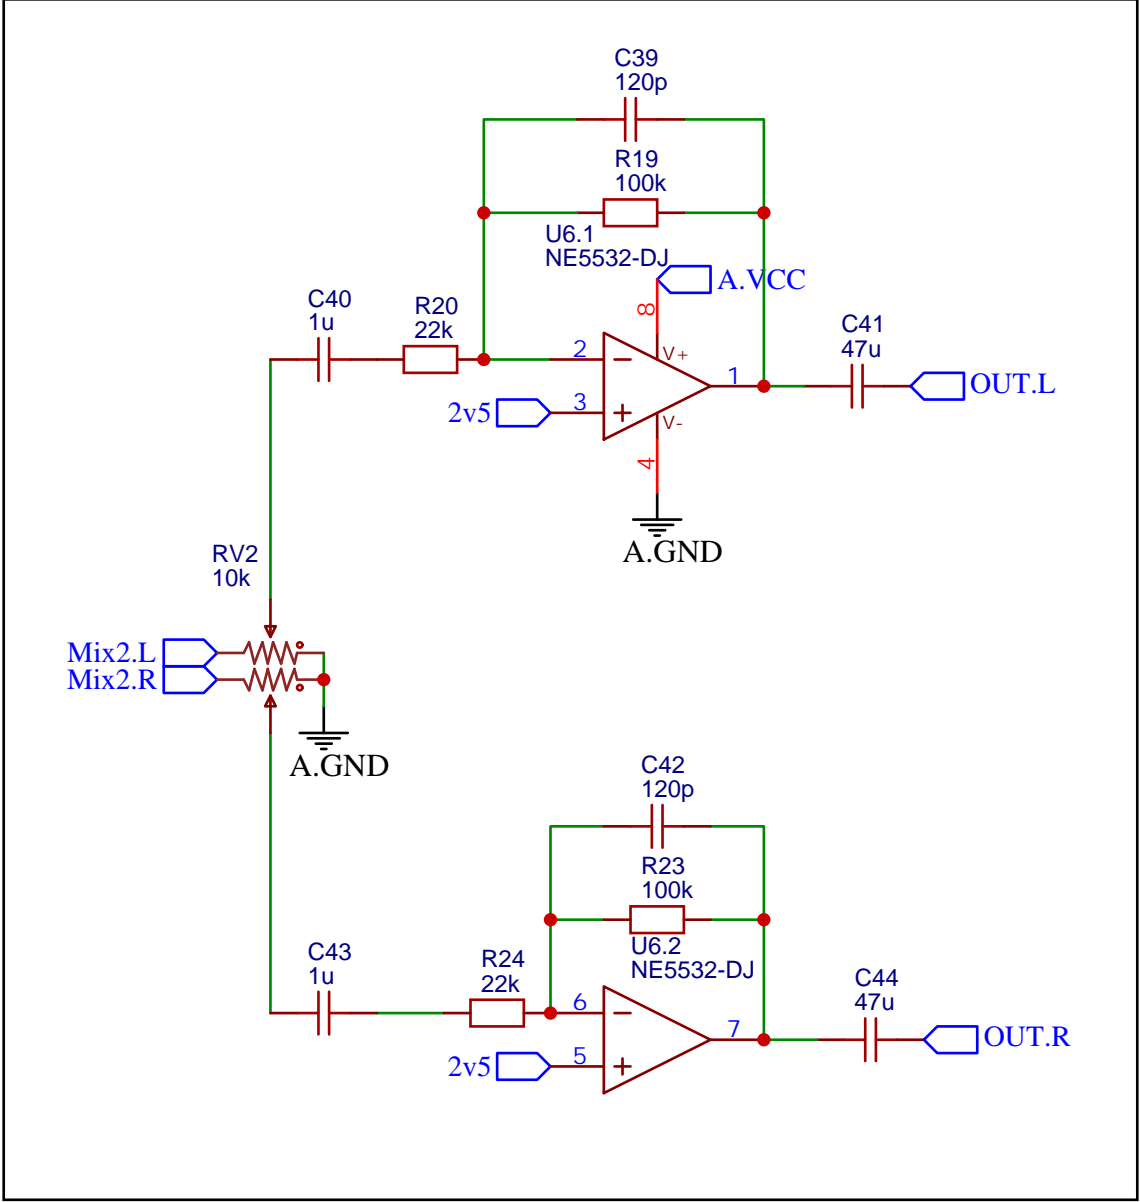 C39
120p
R19
100k
U6.1
NE5532-DJ
A.VCC
8
V+
C40
1u
R20
22k
2
1
C41
47u
OUT.L
2v5
3
V-
4
A.GND
RV2
10k
Mix2.L
Mix2.R
A.GND
C42
120p
R23
100k
U6.2
NE5532-DJ
C43
1u
R24
22k
6
7
C44
47u
OUT.R
2v5
5